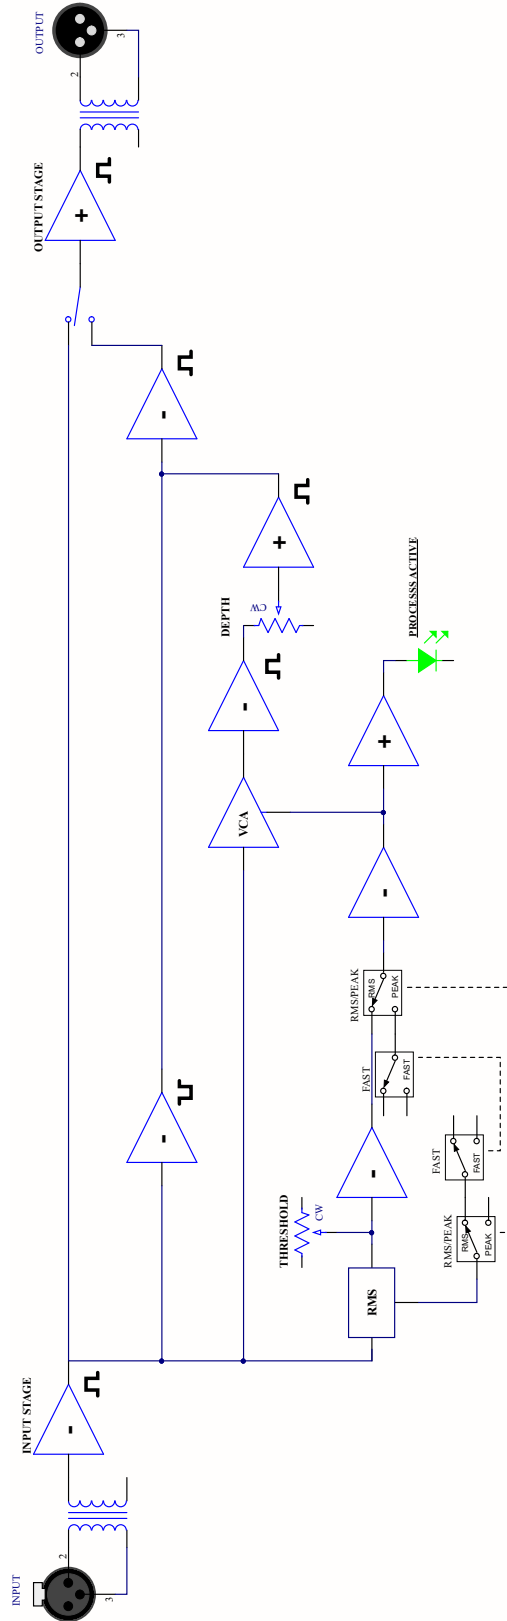 INPUT
2
3
INPUT STAGE
-
-
RMS
THRESHOLD
CW
-
RMS/PEAK
RMS
PEAK
FAST
FAST
FAST
FAST
RMS/PEAK
RMS
PEAK
-
VCA
+
PROCESSS ACTIVE
-
DEPTH
CW
+
-
OUTPUT STAGE
+
2
3
OUTPUT